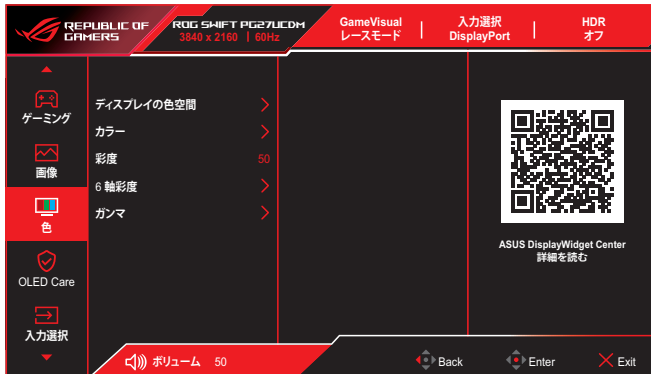 REPUBLIC OF
GAMERS
ROG SWIFT PG27UCDM
3840 x 2160 | 60Hz
GameVisual
レースモード
入力選択
DisplayPort
HDR
オフ
ゲーミング
画像
色
OLED Care
入力選択
ディスプレイの色空間
カラー
彩度 50
6 軸彩度
ガンマ
ASUS DisplayWidget Center
詳細を読む
ボリューム 50
Back
Enter
Exit